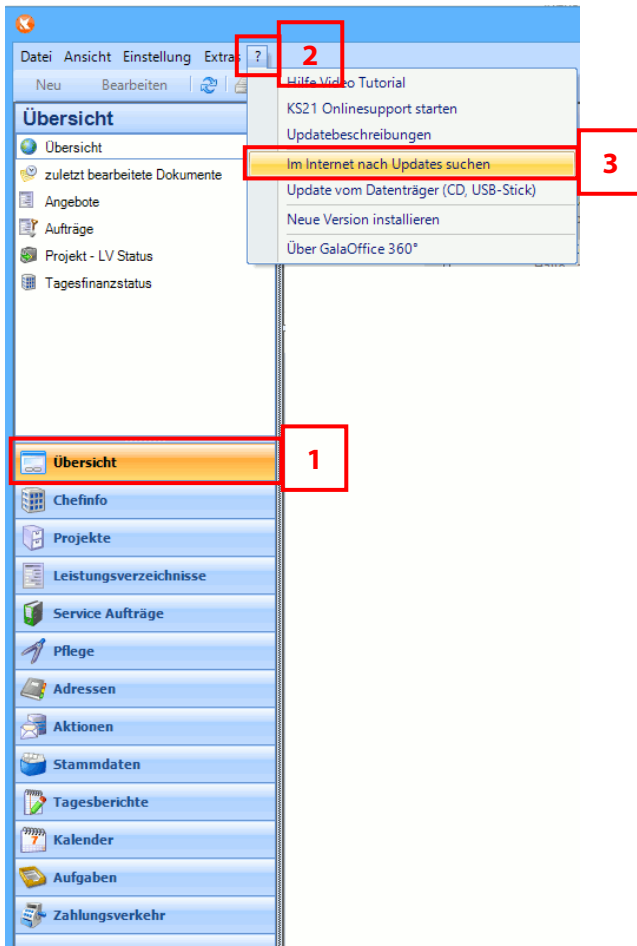 Datei Ansicht Einstellung Extras ? 2
Neu Bearbeiten
Hilfe Video Tutorial
KS21 Onlinesupport starten
Updatebeschreibungen
Im Internet nach Updates suchen 3
Update vom Datenträger (CD, USB-Stick)
Neue Version installieren
Über GalaOffice 360°
Übersicht
Übersicht
zuletzt bearbeitete Dokumente
Angebote
Aufträge
Projekt - LV Status
Tagesfinanzstatus
Übersicht 1
Chefinfo
Projekte
Leistungsverzeichnisse
Service Aufträge
Pflege
Adressen
Aktionen
Stammdaten
Tagesberichte
7
Kalender
Aufgaben
Zahlungsverkehr